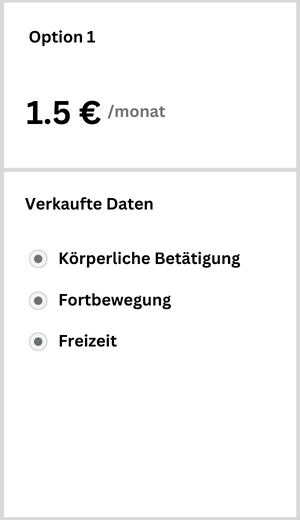 Option 1
1.5 € /monat
Verkaufte Daten
Körperliche Betätigung
Fortbewegung
Freizeit